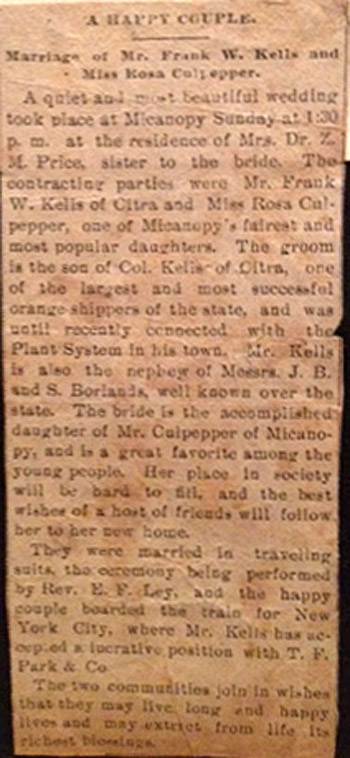 A HAPPY COUPLE.
Marriage of Mr. Frank W. Kells and
Miss Rosa Culpepper.
A quiet and most beautiful wedding
took place at Micanopy Sunday at 1:30
p. m. at the residence of Mrs. Dr. Z.
M. Price, sister to the bride. The
contracting parties were Mr. Frank
W. Kells of Citra and Miss Rosa Cul-
pepper, one of Micanopy's fairest and
most popular daughters. The groom
is the son of Col. Kells of Citra, one
of the largest and most successful
orange shippers of the state, and was
until recently connected with the
Plant System in his town. Mr. Kells
is also the nepheg of Messrs. J. B.
and S. Borlands, well known over the
state. The bride is the accomplished
daughter of Mr. Culpepper of Micano-
py, and is a great favorite among the
young people. Her place in society
will be hard to fill, and the best
wishes of a host of friends will follow
her to her new home.
They were married in traveling
suits, the ceremony being performed
by Rev. E. F. Ley, and the happy
couple boarded the train for New
York City, where Mr. Kells has ac-
cepted a lucrative position with T. F.
Park & Co
The two communities join in wishes
that they may live long and happy
lives and may extrict from life its
richest blessings.